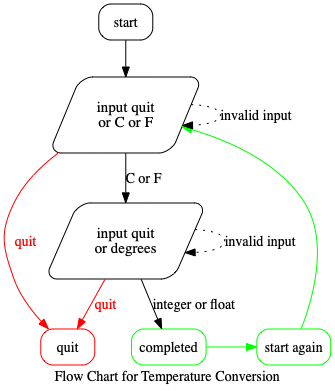 start
input quit
or C or F
invalid input
C or F
input quit
or degrees
invalid input
quit
quit
integer or float
quit
completed
start again
Flow Chart for Temperature Conversion